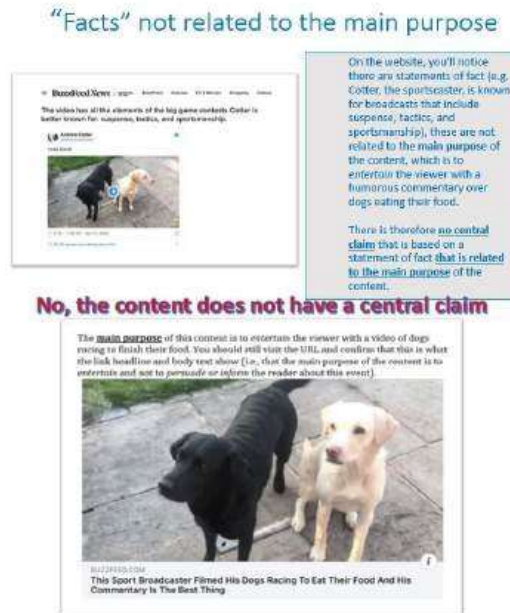 "Facts" not related to the main purpose
On the website, you'll notice
there are statements of fact (e.g.
Cotter, the sportscaster, is known
for broadcasts that include
suspense, tactics, and
sportsmanship), these are not
related to the main purpose of
the content, which is to
entertain the viewer with a
humorous commentary over
dogs eating their food.
There is therefore no central
claim that is based on a
statement of fact that is related
to the main purpose of the
content.
BuzzFeed News
The video has all the elements of the big game contests Cotter is
better known for: suspense, tactics, and sportsmanship.
Andrew Cotter
No, the content does not have a central claim
The main purpose of this content is to entertain the viewer with a video of dogs
racing to finish their food. You should still visit the URL and confirm that this is what
the link headline and body text show (i.e., that the main purpose of the content is to
entertain and not to persuade or inform the reader about this event).
BUZZFEED.COM
This Sport Broadcaster Filmed His Dogs Racing To Eat Their Food And His
Commentary Is The Best Thing